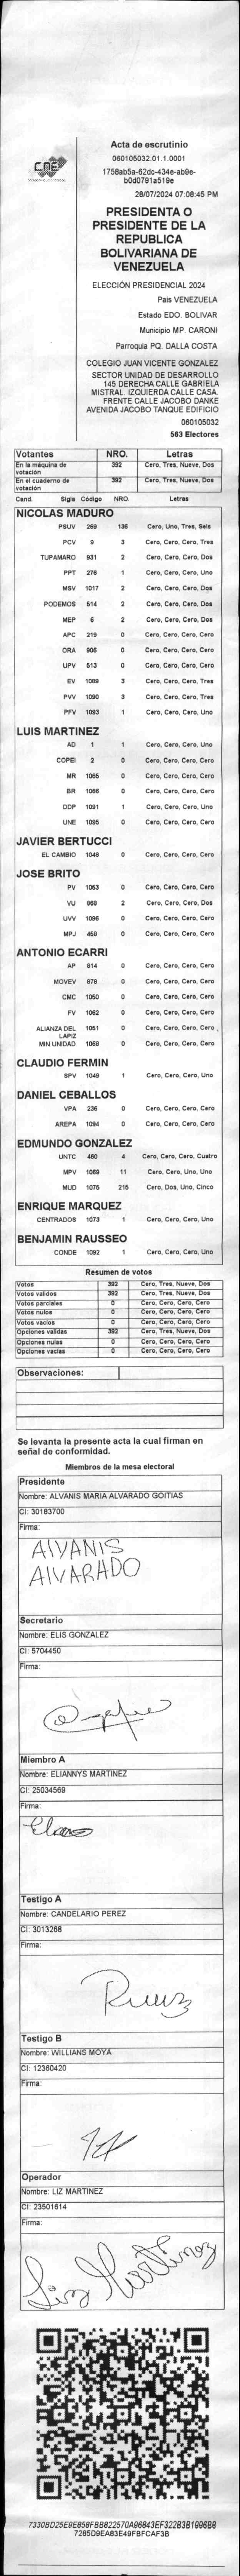 CNE
Acta de escrutinio
060105032.01.1.0001
1758ab5a-62dc-434e-ab9e-
b0d0791a519e
28/07/2024 07:08:45 PM
PRESIDENTA O
PRESIDENTE DE LA
REPUBLICA
BOLIVARIANA DE
VENEZUELA
ELECCIÓN PRESIDENCIAL 2024
Pais VENEZUELA
Estado EDO. BOLIVAR
Municipio MP. CARONI
Parroquia PQ. DALLA COSTA
COLEGIO JUAN VICENTE GONZALEZ
SECTOR UNIDAD DE DESARROLLO
145 DERECHA CALLE GABRIELA
MISTRAL. IZQUIERDA CALLE CASA.
FRENTE CALLE JACOBO DANKE
AVENIDA JACOBO TANQUE EDIFICIO
060105032
563 Electores
Votantes NRO. Letras
En la máquina de votación 392 Cero, Tres, Nueve, Dos
En el cuaderno de votación 392 Cero, Tres, Nueve, Dos
Cand. Sigla Código NRO. Letras
NICOLAS MADURO
PSUV 269 136 Cero, Uno, Tres, Seis
PCV 9 3 Cero, Cero, Cero, Tres
TUPAMARO 931 2 Cero, Cero, Cero, Dos
PPT 276 1 Cero, Cero, Cero, Uno
MSV 1017 2 Cero, Cero, Cero, Dos
PODEMOS 514 2 Cero, Cero, Cero, Dos
MEP 6 2 Cero, Cero, Cero, Dos
APC 219 0 Cero, Cero, Cero, Cero
ORA 906 0 Cero, Cero, Cero, Cero
UPV 513 0 Cero, Cero, Cero, Cero
EV 1089 3 Cero, Cero, Cero, Tres
PVV 1090 3 Cero, Cero, Cero, Tres
PFV 1093 1 Cero, Cero, Cero, Uno
LUIS MARTINEZ
AD 1 1 Cero, Cero, Cero, Uno
COPEI 2 0 Cero, Cero, Cero, Cero
MR 1065 0 Cero, Cero, Cero, Cero
BR 1066 0 Cero, Cero, Cero, Cero
DDP 1091 1 Cero, Cero, Cero, Uno
UNE 1095 0 Cero, Cero, Cero, Cero
JAVIER BERTUCCI
EL CAMBIO 1048 0 Cero, Cero, Cero, Cero
JOSE BRITO
PV 1053 0 Cero, Cero, Cero, Cero
VU 968 2 Cero, Cero, Cero, Dos
UVV 1096 0 Cero, Cero, Cero, Cero
MPJ 459 0 Cero, Cero, Cero, Cero
ANTONIO ECARRI
AP 814 0 Cero, Cero, Cero, Cero
MOVEV 878 0 Cero, Cero, Cero, Cero
CMC 1050 0 Cero, Cero, Cero, Cero
FV 1062 0 Cero, Cero, Cero, Cero
ALIANZA DEL LAPIZ 1051 0 Cero, Cero, Cero, Cero
MIN UNIDAD 1068 0 Cero, Cero, Cero, Cero
CLAUDIO FERMIN
SPV 1049 1 Cero, Cero, Cero, Uno
DANIEL CEBALLOS
VPA 236 0 Cero, Cero, Cero, Cero
AREPA 1094 0 Cero, Cero, Cero, Cero
EDMUNDO GONZALEZ
UNTC 460 4 Cero, Cero, Cero, Cuatro
MPV 1069 11 Cero, Cero, Uno, Uno
MUD 1075 215 Cero, Dos, Uno, Cinco
ENRIQUE MARQUEZ
CENTRADOS 1073 1 Cero, Cero, Cero, Uno
BENJAMIN RAUSSEO
CONDE 1092 1 Cero, Cero, Cero, Uno
Resumen de votos
Votos 392 Cero, Tres, Nueve, Dos
Votos validos 392 Cero, Tres, Nueve, Dos
Votos parciales 0 Cero, Cero, Cero, Cero
Votos nulos 0 Cero, Cero, Cero, Cero
Votos vacios 0 Cero, Cero, Cero, Cero
Opciones validas 392 Cero, Tres, Nueve, Dos
Opciones nulas 0 Cero, Cero, Cero, Cero
Opciones vacias 0 Cero, Cero, Cero, Cero
Observaciones:
Se levanta la presente acta la cual firman en
señal de conformidad.
Miembros de la mesa electoral
Presidente
Nombre: ALVANIS MARIA ALVARADO GOITIAS
CI: 30183700
Firma:
AlVANIS
AlVARADO
Secretario
Nombre: ELIS GONZALEZ
CI: 5704450
Firma:
Miembro A
Nombre: ELIANNYS MARTINEZ
CI: 25034569
Firma:
Testigo A
Nombre: CANDELARIO PEREZ
CI: 3013268
Firma:
Testigo B
Nombre: WILLIANS MOYA
CI: 12360420
Firma:
Operador
Nombre: LIZ MARTINEZ
CI: 23501614
Firma:
Liz Martinez
7330BD25E9E858FBB822570A96843EF322B3B1996BB
7285D9EA83E49FBFCAF3B